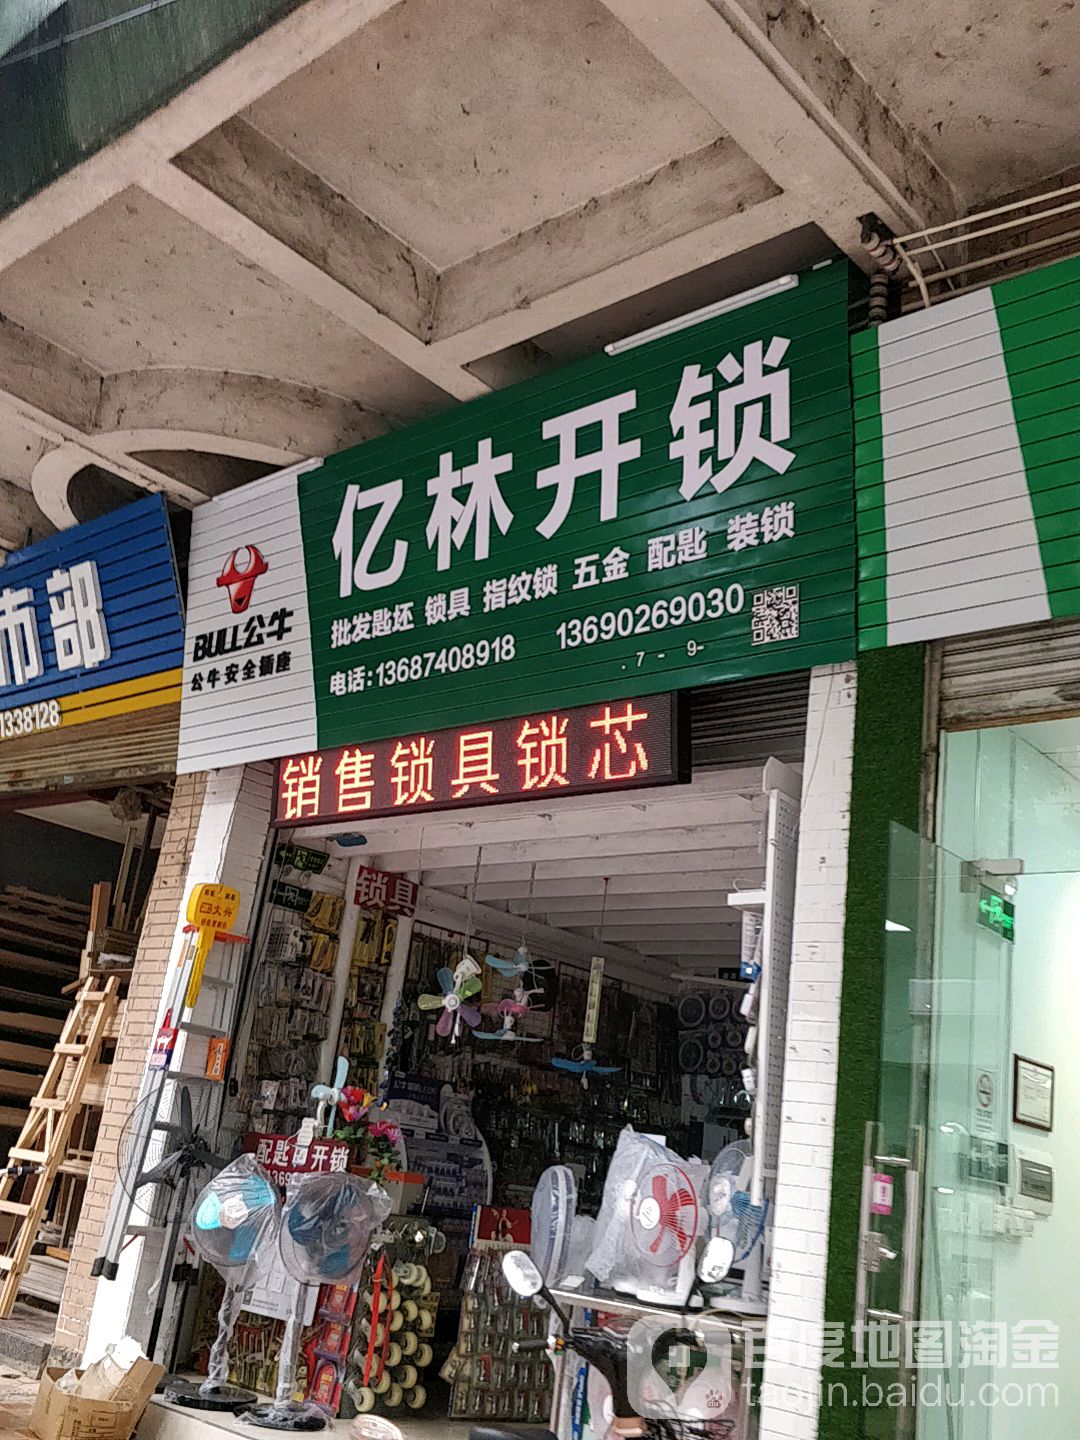 亿林开锁
批发匙坯 锁具 指纹锁 五金 配匙 装锁
电话:13687408918 13690269030
. 7 - 9-
BULL公牛
公牛安全插座
市部
1338128
销售锁具锁芯
锁具
配匙 开锁
百度地图淘金
taojin.baidu.com